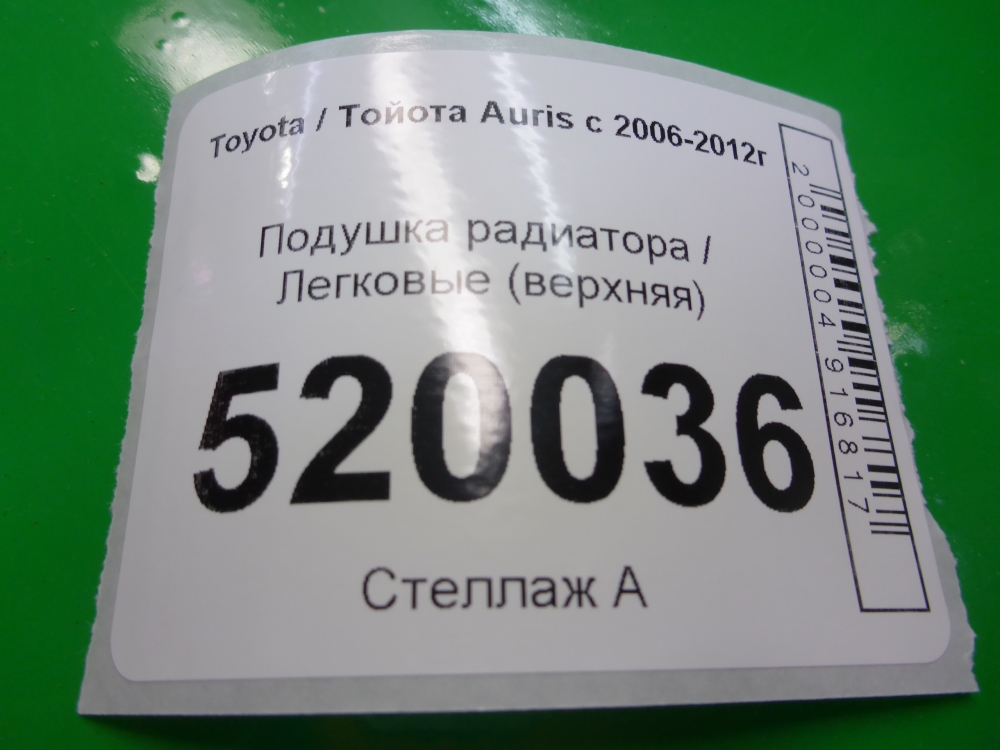 Toyota / Тойота Auris с 2006-2012г
Подушка радиатора /
Легковые (верхняя)
520036
Стеллаж А
2000004916817